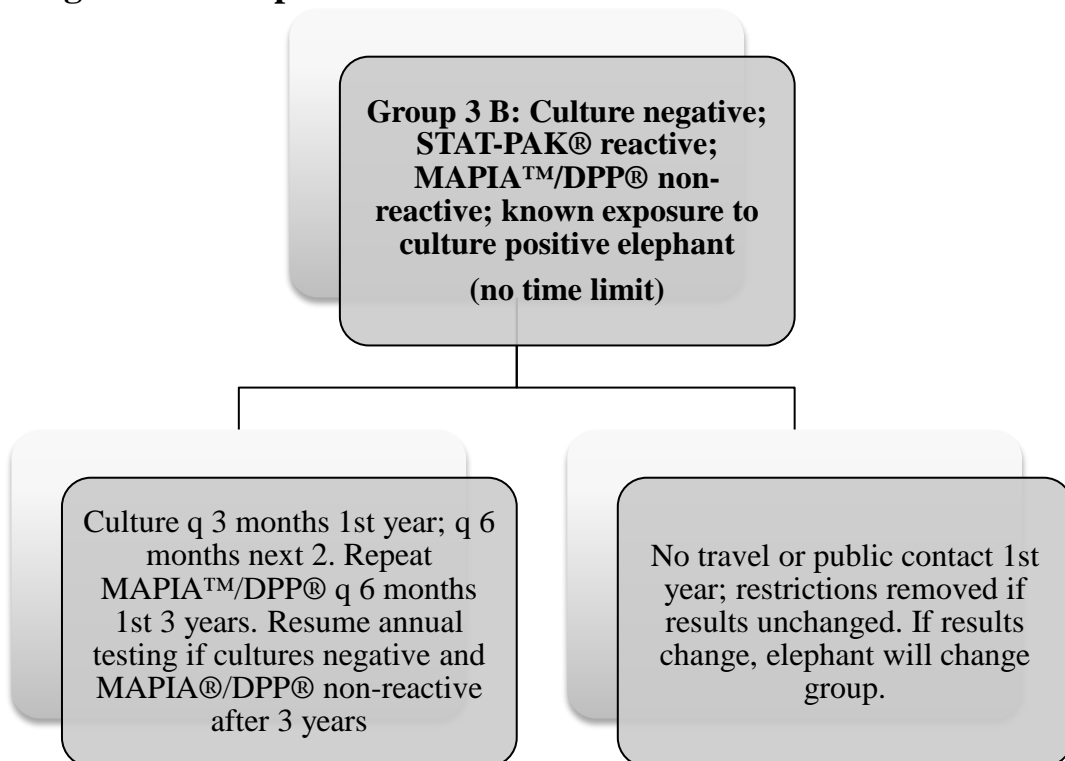 Group 3 B: Culture negative;
STAT-PAK® reactive;
MAPIA™/DPP® non-
reactive; known exposure to
culture positive elephant
(no time limit)
Culture q 3 months 1st year; q 6
months next 2. Repeat
MAPIA™/DPP® q 6 months
1st 3 years. Resume annual
testing if cultures negative and
MAPIA®/DPP® non-reactive
after 3 years
No travel or public contact 1st
year; restrictions removed if
results unchanged. If results
change, elephant will change
group.